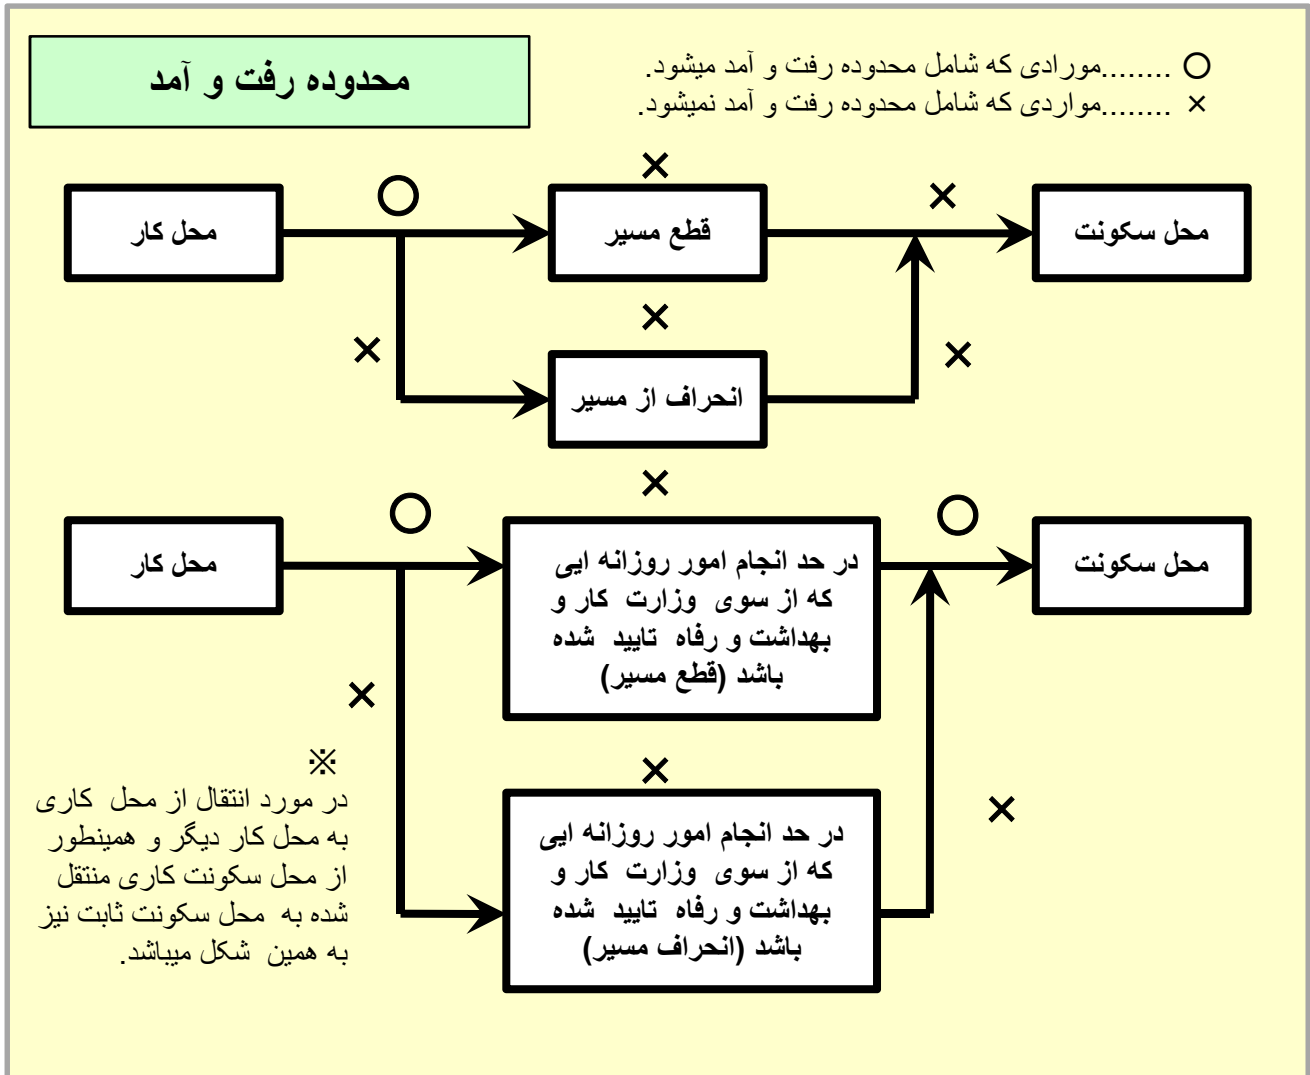 محدوده رفت و آمد
○ ........مورادی که شامل محدوده رفت و آمد میشود.
× ........مواردی که شامل محدوده رفت و آمد نمیشود.
×
○
×
محل کار
قطع مسیر
محل سکونت
×
×
×
انحراف از مسیر
×
○
○
محل کار
در حد انجام امور روزانه ایی
که از سوی وزارت کار و
بهداشت و رفاه تایید شده
باشد (قطع مسیر)
محل سکونت
×
×
×
※
در مورد انتقال از محل کاری
به محل کار دیگر و همینطور
از محل سکونت کاری منتقل
شده به محل سکونت ثابت نیز
به همین شکل میباشد.
در حد انجام امور روزانه ایی
که از سوی وزارت کار و
بهداشت و رفاه تایید شده
باشد (انحراف مسیر)